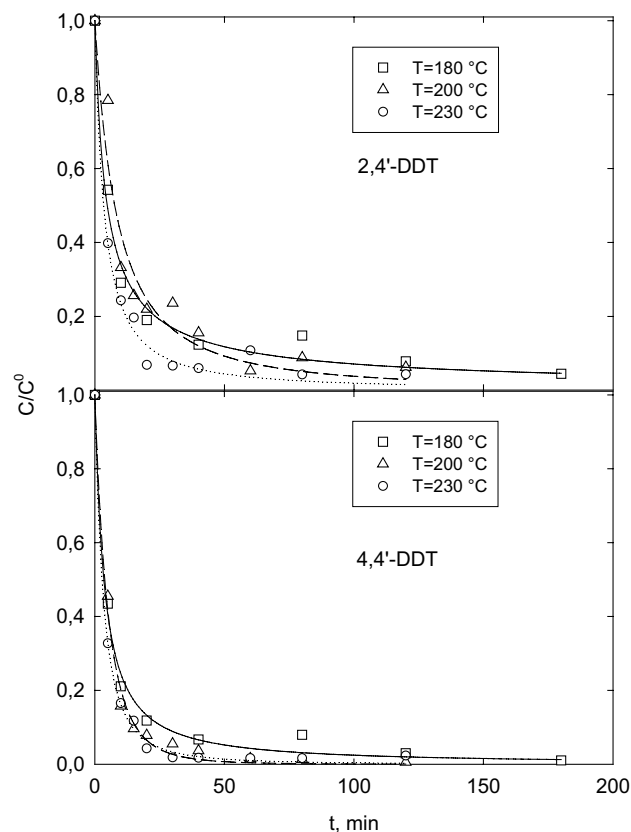 1,0
0,8
0,6
0,4
0,2
T=180 °C
T=200 °C
T=230 °C
2,4'-DDT
C/C⁰
1,0
0,8
0,6
0,4
0,2
0,0
T=180 °C
T=200 °C
T=230 °C
4,4'-DDT
0 50 100 150 200
t, min